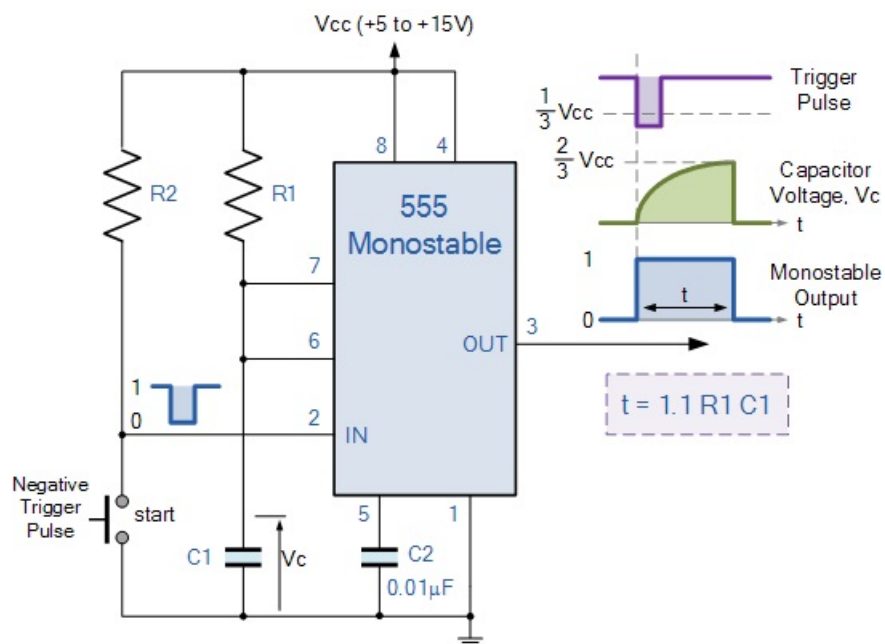 Vcc (+5 to +15V)
8
4
R2
R1
555
Monostable
7
6
3
OUT
1
0
2
IN
Negative
Trigger
Pulse
start
C1
Vc
5
1
C2
0.01µF
Trigger
Pulse
1/3 Vcc
2/3 Vcc
Capacitor
Voltage, Vc
t
1
Monostable
Output
t
0
t
t = 1.1 R1 C1